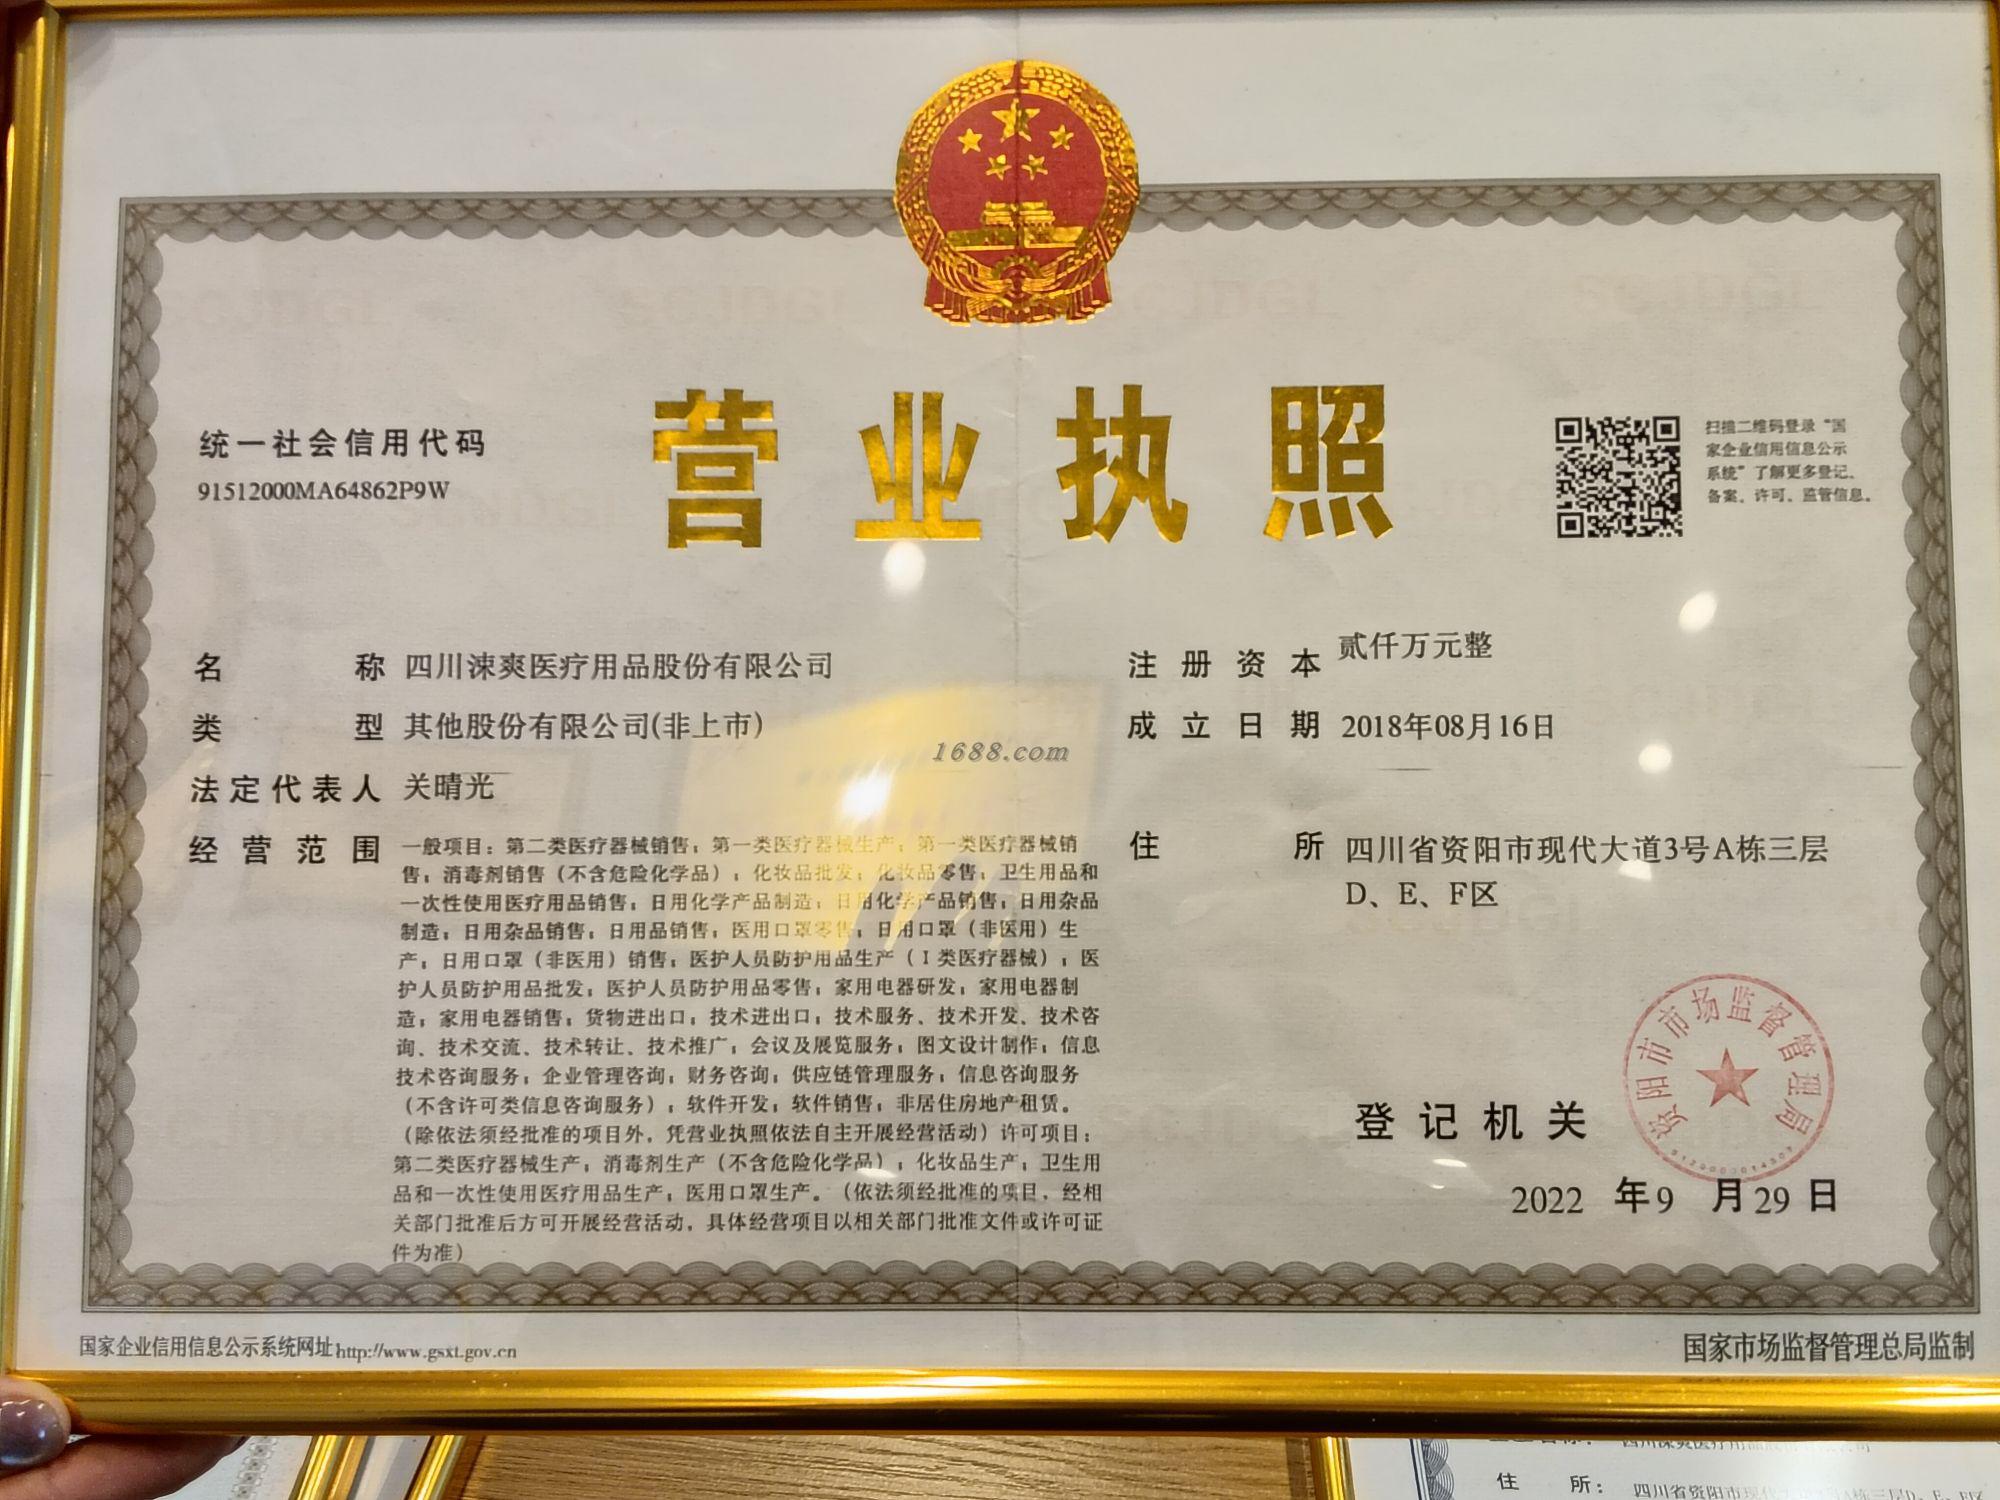 营业执照
统一社会信用代码
91512000MA64862P9W
扫描二维码登录“国
家企业信用信息公示
系统”了解更多登记、
备案、许可、监管信息。
名称 四川涑爽医疗用品股份有限公司
类型 其他股份有限公司(非上市)
法定代表人 关晴光
经营范围 一般项目：第二类医疗器械销售；第一类医疗器械生产；第一类医疗器械销
售；消毒剂销售（不含危险化学品）；化妆品批发；化妆品零售；卫生用品和
一次性使用医疗用品销售；日用化学产品制造；日用化学产品销售；日用杂品
制造；日用杂品销售；日用品销售；医用口罩零售；日用口罩（非医用）生
产；日用口罩（非医用）销售；医护人员防护用品生产（I类医疗器械）；医
护人员防护用品批发；医护人员防护用品零售；家用电器研发；家用电器制
造；家用电器销售；货物进出口；技术进出口；技术服务、技术开发、技术咨
询、技术交流、技术转让、技术推广；会议及展览服务；图文设计制作；信息
技术咨询服务；企业管理咨询；财务咨询；供应链管理服务；信息咨询服务
（不含许可类信息咨询服务）；软件开发；软件销售；非居住房地产租赁。
（除依法须经批准的项目外，凭营业执照依法自主开展经营活动）许可项目：
第二类医疗器械生产；消毒剂生产（不含危险化学品）；化妆品生产；卫生用
品和一次性使用医疗用品生产；医用口罩生产。（依法须经批准的项目，经相
关部门批准后方可开展经营活动，具体经营项目以相关部门批准文件或许可证
件为准）
注册资本 贰仟万元整
成立日期 2018年08月16日
住所 四川省资阳市现代大道3号A栋三层
D、E、F区
1688.com
登记机关
资阳市市场监督管理局
2022 年 9 月 29 日
国家企业信用信息公示系统网址http://www.gsxt.gov.cn
国家市场监督管理总局监制
住所：